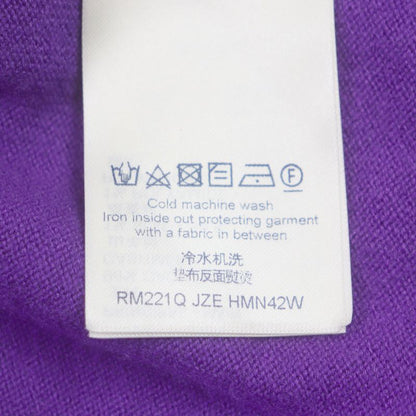 F
Cold machine wash
Iron inside out protecting garment
with a fabric in between
冷水机洗
垫布反面熨烫
RM221Q JZE HMN42W